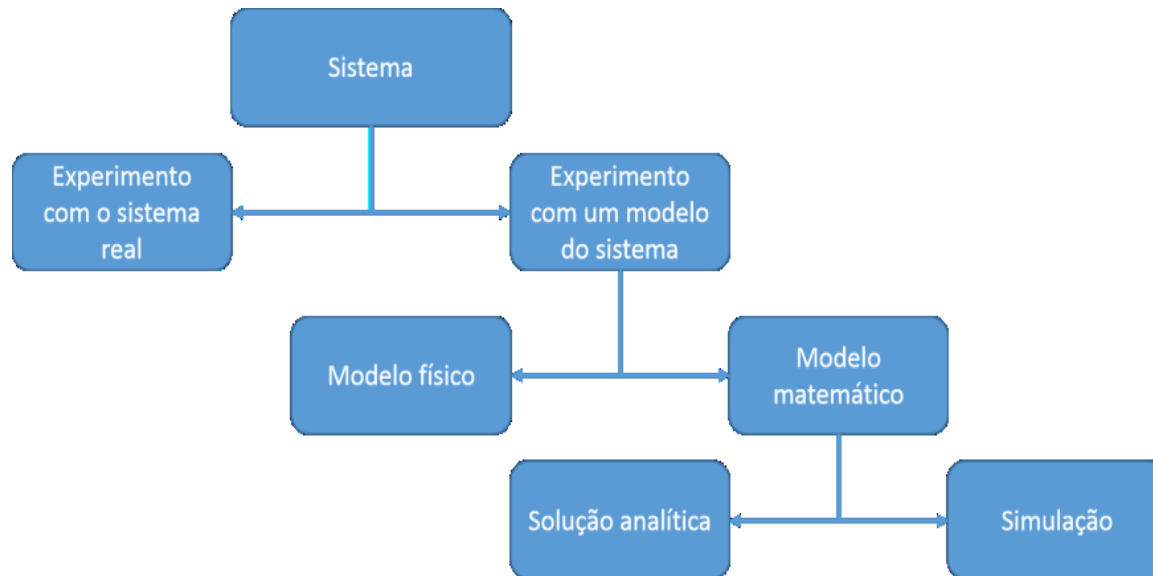 Sistema
Experimento
com o sistema
real
Experimento
com um modelo
do sistema
Modelo físico
Modelo
matemático
Solução analítica
Simulação